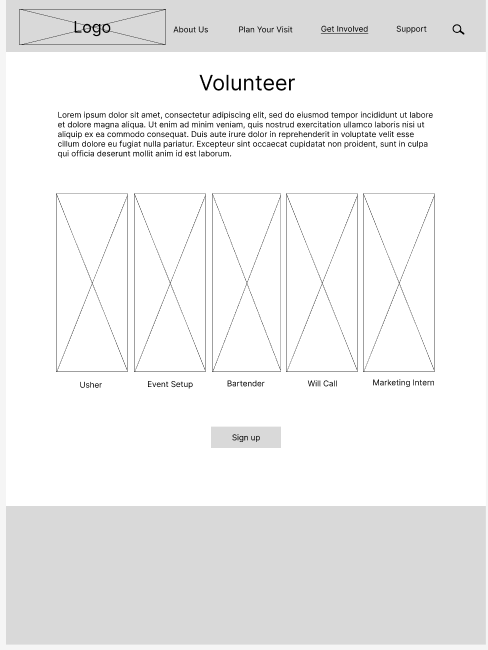 Logo
About Us
Plan Your Visit
Get Involved
Support
Volunteer
Lorem ipsum dolor sit amet, consectetur adipiscing elit, sed do eiusmod tempor incididunt ut labore
et dolore magna aliqua. Ut enim ad minim veniam, quis nostrud exercitation ullamco laboris nisi ut
aliquip ex ea commodo consequat. Duis aute irure dolor in reprehenderit in voluptate velit esse
cillum dolore eu fugiat nulla pariatur. Excepteur sint occaecat cupidatat non proident, sunt in culpa
qui officia deserunt mollit anim id est laborum.
Usher
Event Setup
Bartender
Will Call
Marketing Intern
Sign up